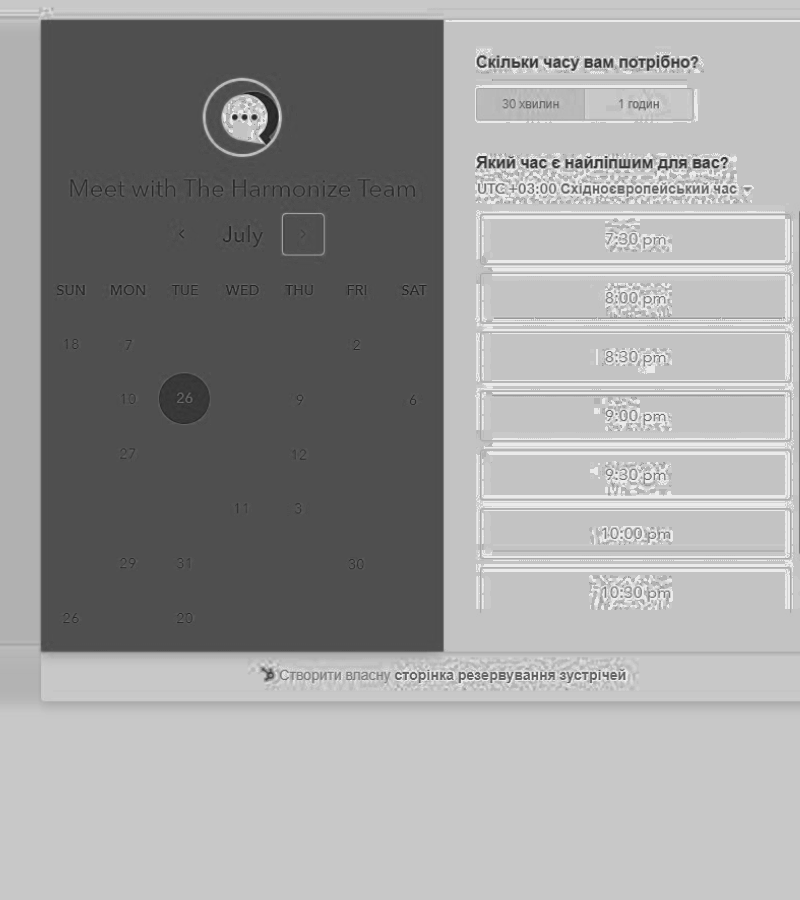 Meet with The Harmonize Team
July
SUN MON TUE WED THU FRI SAT
18 7 2
10 26 9 6
27 12
11 3
29 31 30
26 20
Скільки часу вам потрібно?
30 хвилин 1 годин
Який час є найліпшим для вас?
UTC +03:00 Східноєвропейський час
7:30 pm
8:00 pm
8:30 pm
9:00 pm
9:30 pm
10:00 pm
10:30 pm
Створити власну сторінка резервування зустрічей